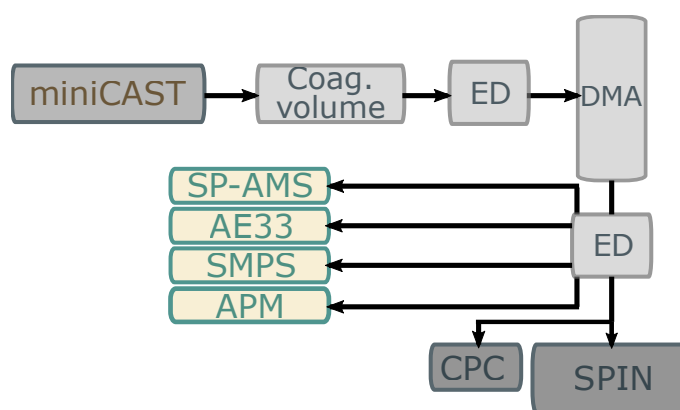 miniCAST
Coag.
volume
ED
DMA
SP-AMS
AE33
SMPS
APM
ED
CPC
SPIN